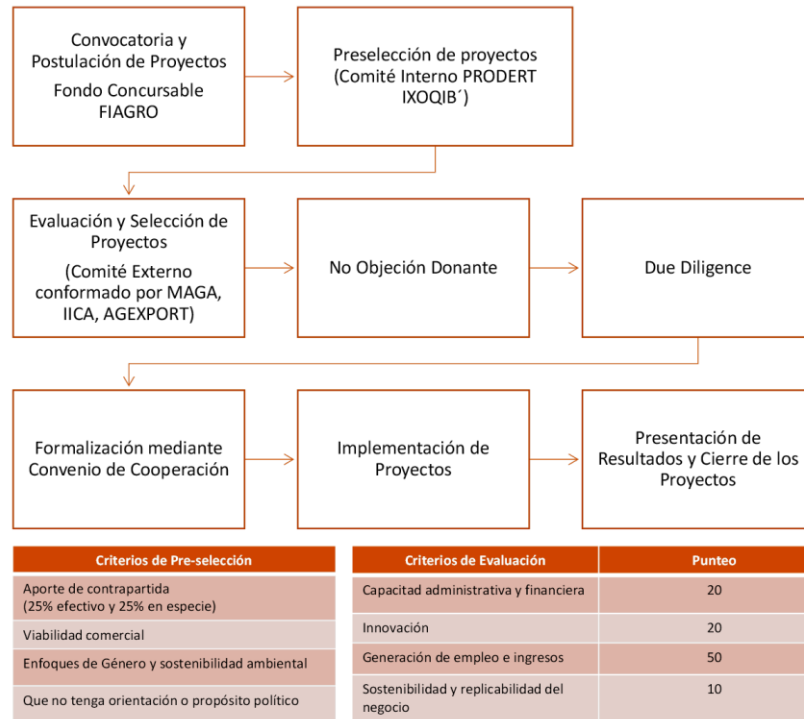 Convocatoria y
Postulación de Proyectos
Fondo Concursable
FIAGRO
Preselección de proyectos
(Comité Interno PRODERT
IXOQIB´)
Evaluación y Selección de
Proyectos
(Comité Externo
conformado por MAGA,
IICA, AGEXPORT)
No Objeción Donante
Due Diligence
Formalización mediante
Convenio de Cooperación
Implementación de
Proyectos
Presentación de
Resultados y Cierre de los
Proyectos
Criterios de Pre-selección
Aporte de contrapartida
(25% efectivo y 25% en especie)
Viabilidad comercial
Enfoques de Género y sostenibilidad ambiental
Que no tenga orientación o propósito político
Criterios de Evaluación Punteo
Capacitad administrativa y financiera 20
Innovación 20
Generación de empleo e ingresos 50
Sostenibilidad y replicabilidad del
negocio 10